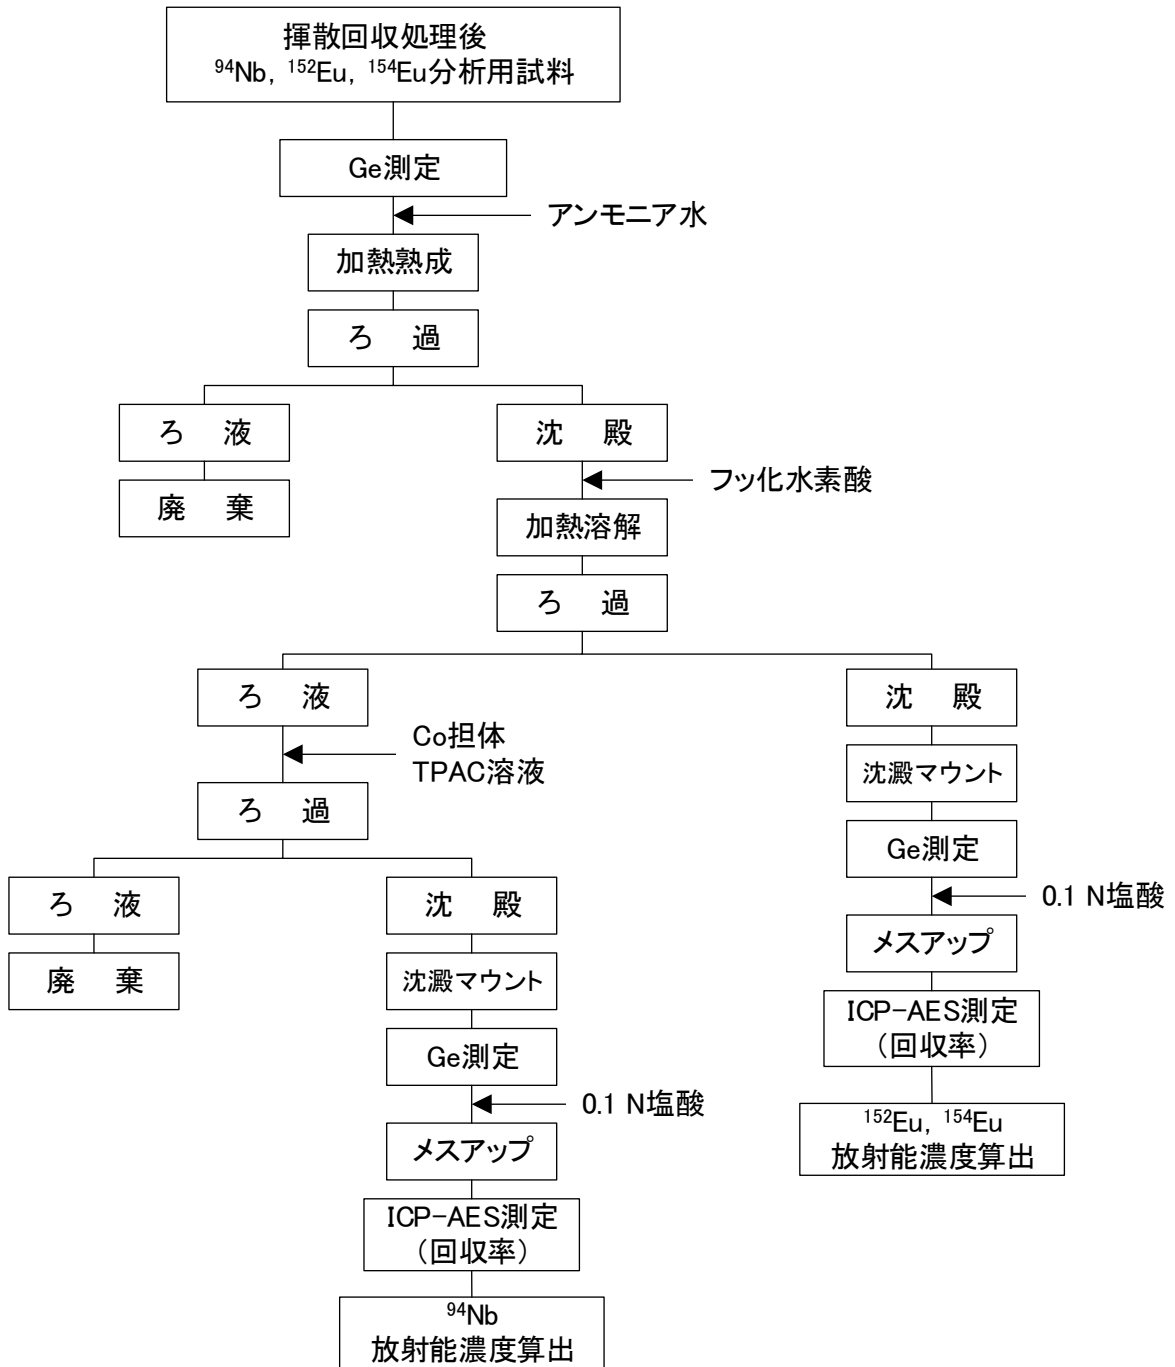 揮散回収処理後
⁹⁴Nb, ¹⁵²Eu, ¹⁵⁴Eu分析用試料
Ge測定
アンモニア水
加熱熟成
ろ 過
ろ 液
沈 殿
廃 棄
フッ化水素酸
加熱溶解
ろ 過
ろ 液
沈 殿
Co担体
TPAC溶液
沈澱マウント
ろ 過
Ge測定
ろ 液
沈 殿
0.1 N塩酸
メスアップ
廃 棄
沈澱マウント
ICP-AES測定
(回収率)
Ge測定
0.1 N塩酸
¹⁵²Eu, ¹⁵⁴Eu
放射能濃度算出
メスアップ
ICP-AES測定
(回収率)
⁹⁴Nb
放射能濃度算出